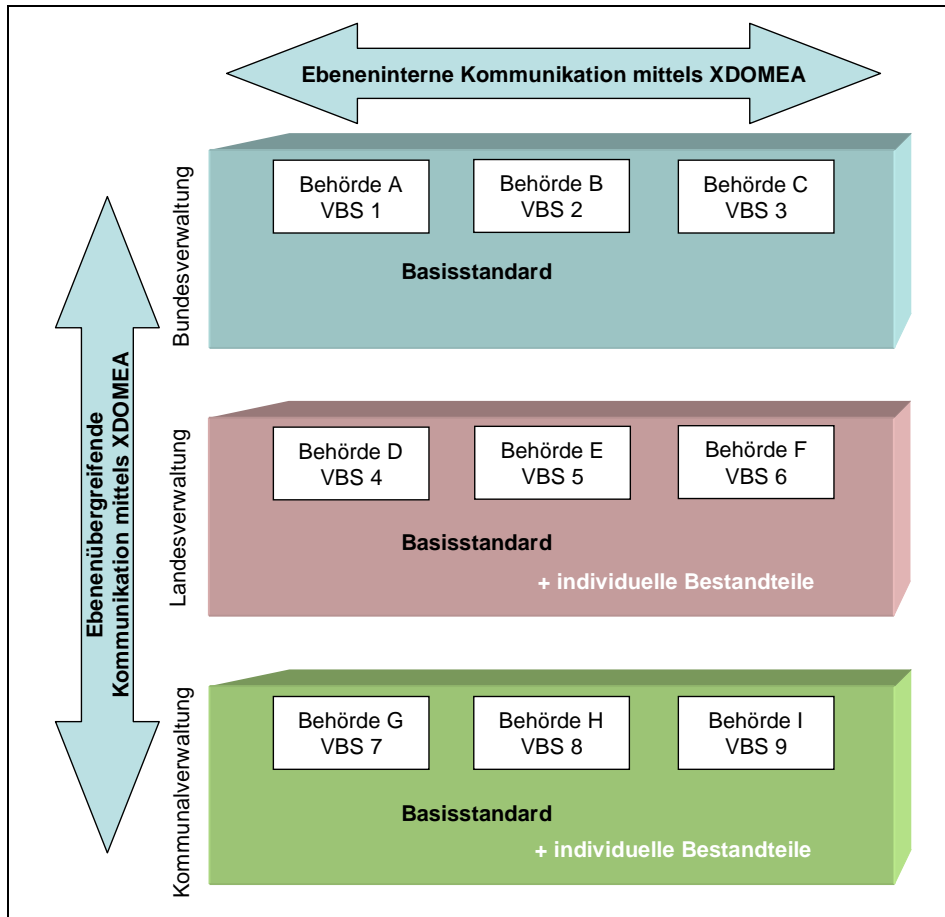 Ebeneninterne Kommunikation mittels XDOMEA
Ebenenübergreifende
Kommunikation mittels XDOMEA
Bundesverwaltung
Behörde A
VBS 1
Behörde B
VBS 2
Behörde C
VBS 3
Basisstandard
Landesverwaltung
Behörde D
VBS 4
Behörde E
VBS 5
Behörde F
VBS 6
Basisstandard
+ individuelle Bestandteile
Kommunalverwaltung
Behörde G
VBS 7
Behörde H
VBS 8
Behörde I
VBS 9
Basisstandard
+ individuelle Bestandteile